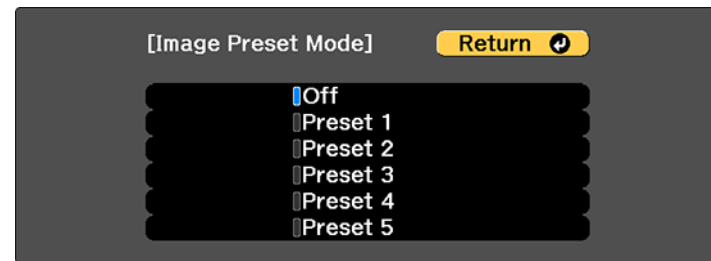 [Image Preset Mode] Return
Off
Preset 1
Preset 2
Preset 3
Preset 4
Preset 5